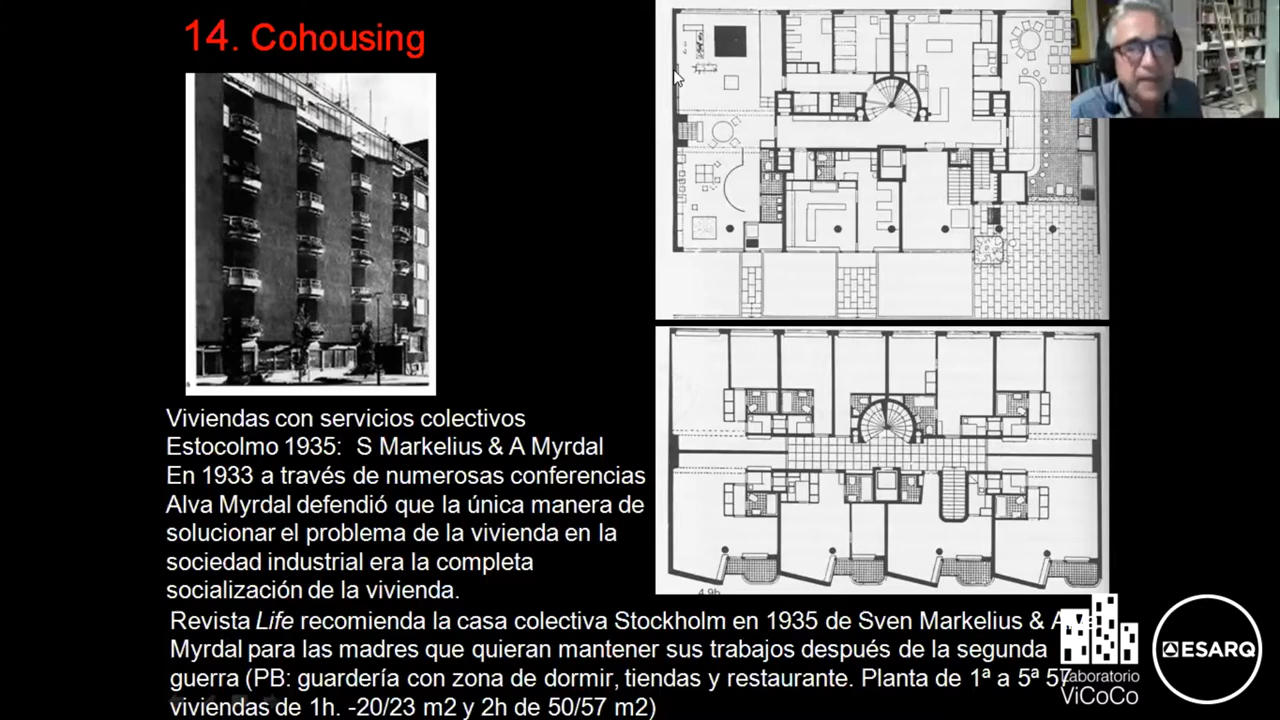 14. Cohousing
Viviendas con servicios colectivos
Estocolmo 1935: S Markelius & A Myrdal
En 1933 a través de numerosas conferencias
Alva Myrdal defendió que la única manera de
solucionar el problema de la vivienda en la
sociedad industrial era la completa
socialización de la vivienda.
Revista Life recomienda la casa colectiva Stockholm en 1935 de Sven Markelius & Alva
Myrdal para las madres que quieran mantener sus trabajos después de la segunda
guerra (PB: guardería con zona de dormir, tiendas y restaurante. Planta de 1ª a 5ª 57
viviendas de 1h. -20/23 m2 y 2h de 50/57 m2)
4.9b
Laboratorio
ViCoCo
ESARQ